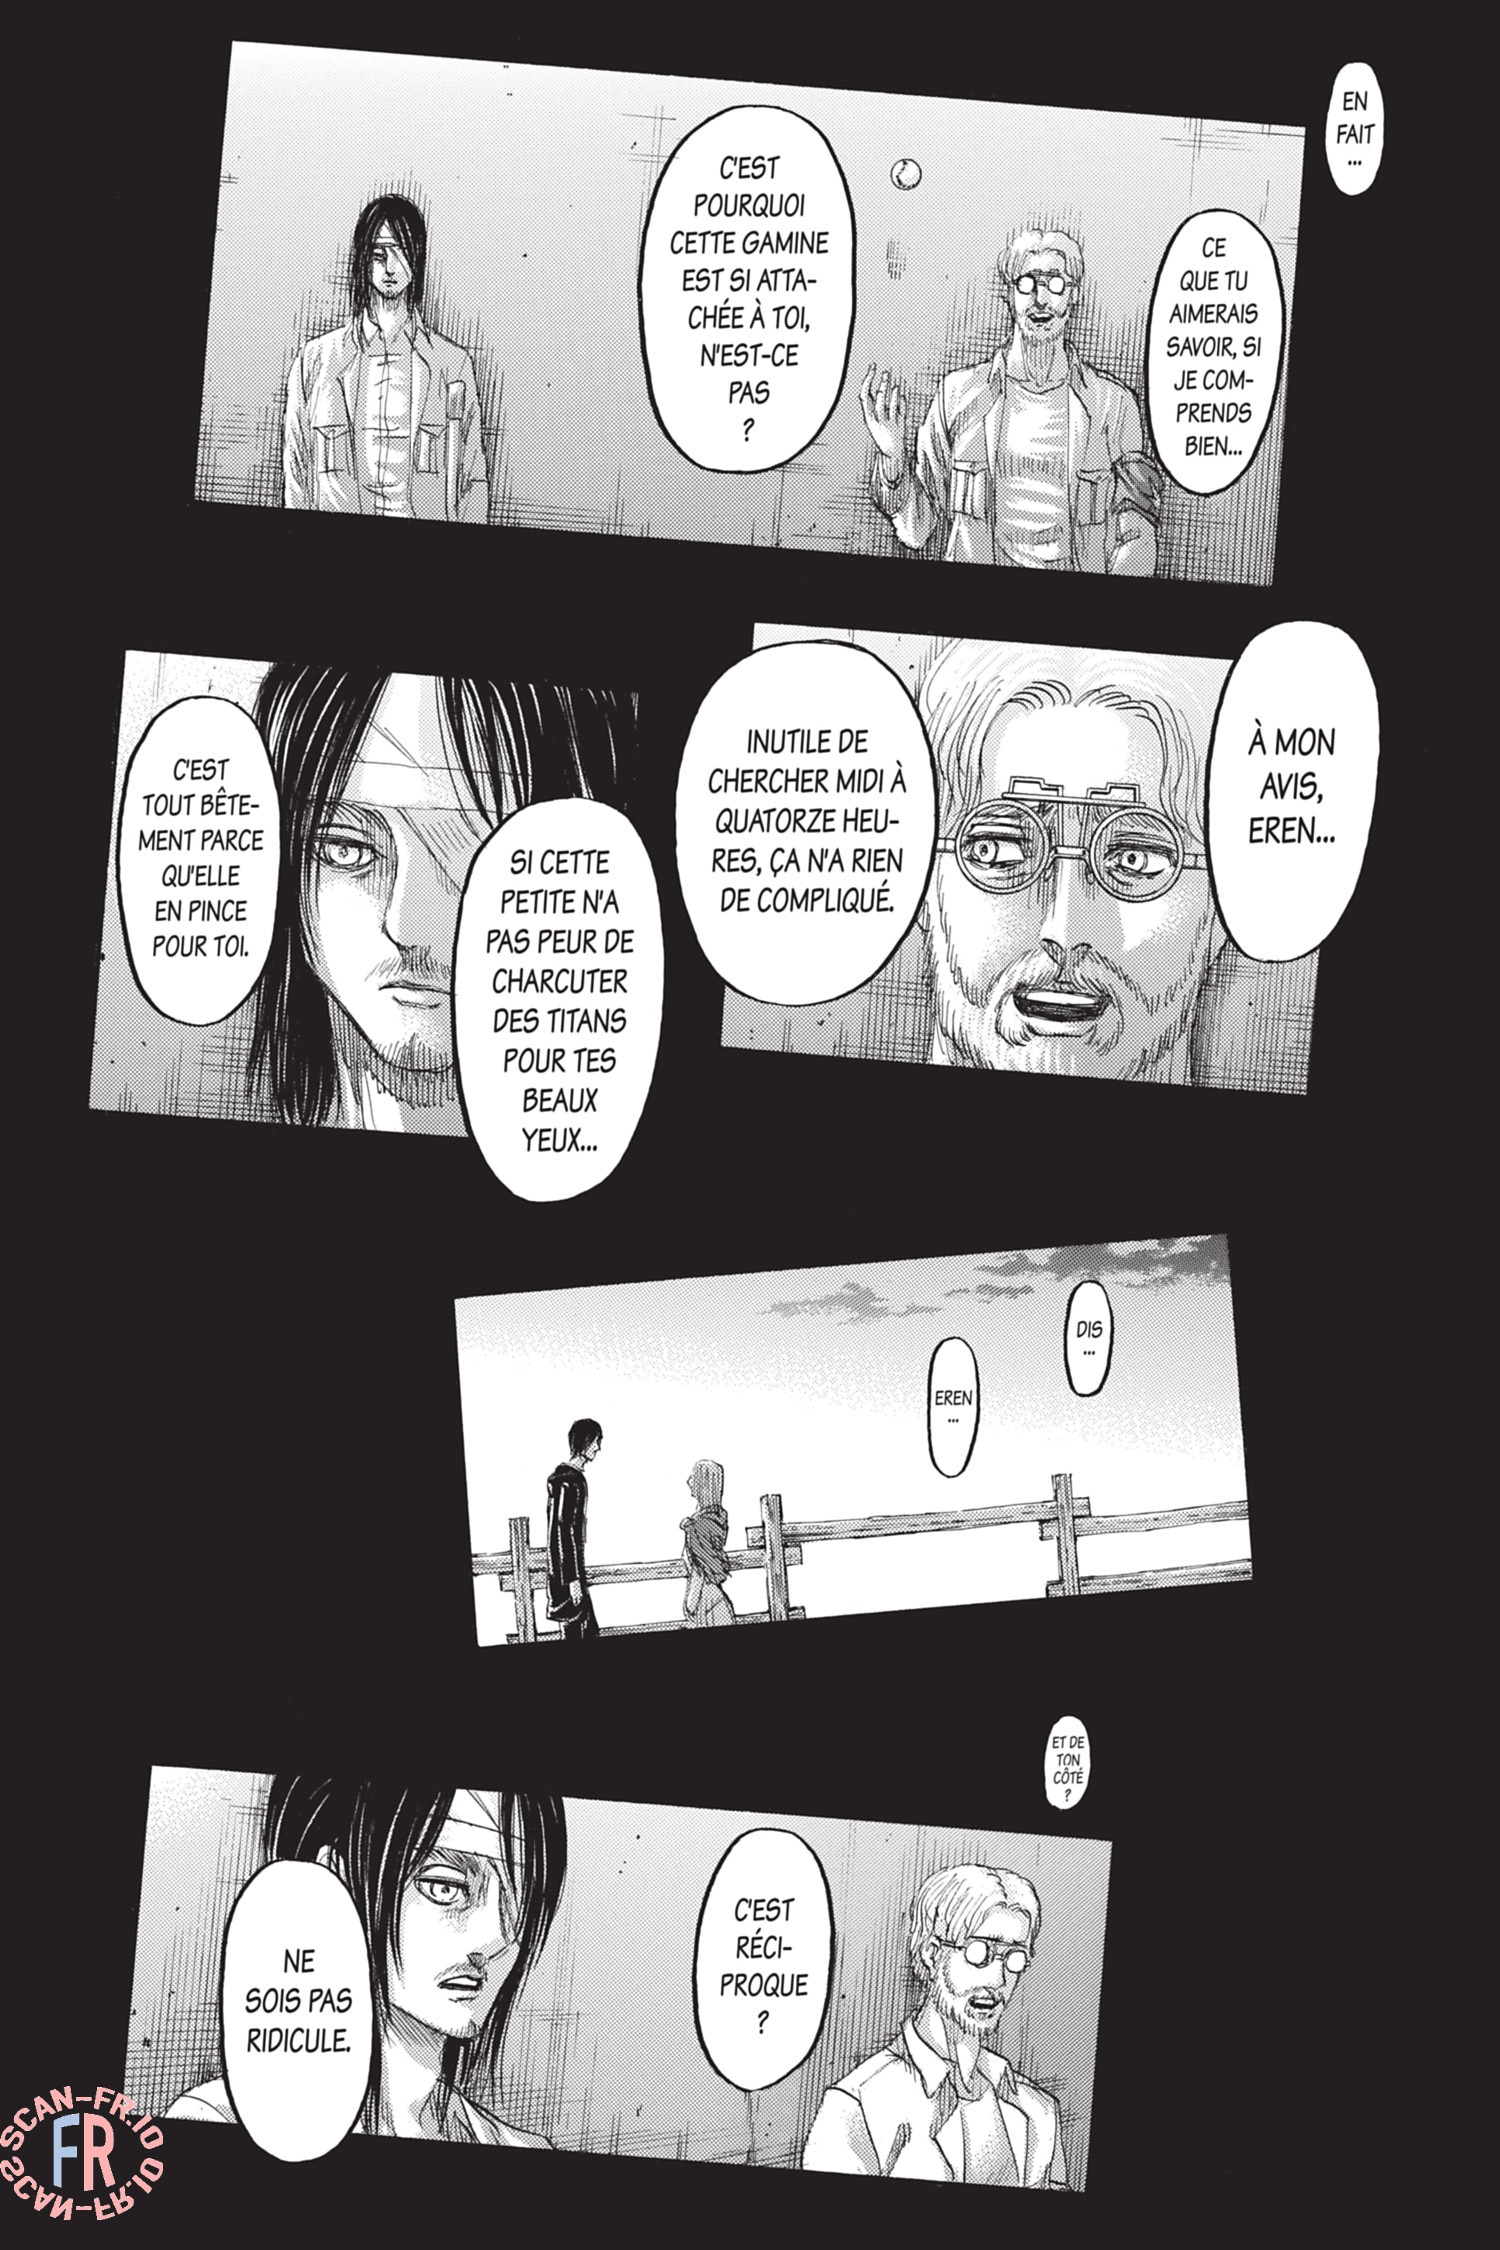 EN
FAIT
...
CE
QUE TU
AIMERAIS
SAVOIR, SI
JE COM-
PRENDS
BIEN...
C'EST
POURQUOI
CETTE GAMINE
EST SI ATTA-
CHÉE À TOI,
N'EST-CE
PAS
?
À MON
AVIS,
EREN...
INUTILE DE
CHERCHER MIDI À
QUATORZE HEU-
RES, ÇA N'A RIEN
DE COMPLIQUÉ.
SI CETTE
PETITE N'A
PAS PEUR DE
CHARCUTER
DES TITANS
POUR TES
BEAUX
YEUX...
C'EST
TOUT BÊTE-
MENT PARCE
QU'ELLE
EN PINCE
POUR TOI.
DIS
...
EREN
...
ET DE
TON
CÔTÉ
?
C'EST
RÉCI-
PROQUE
?
NE
SOIS PAS
RIDICULE.
SCAN-FR.IO
FR
SCAN-FR.IO